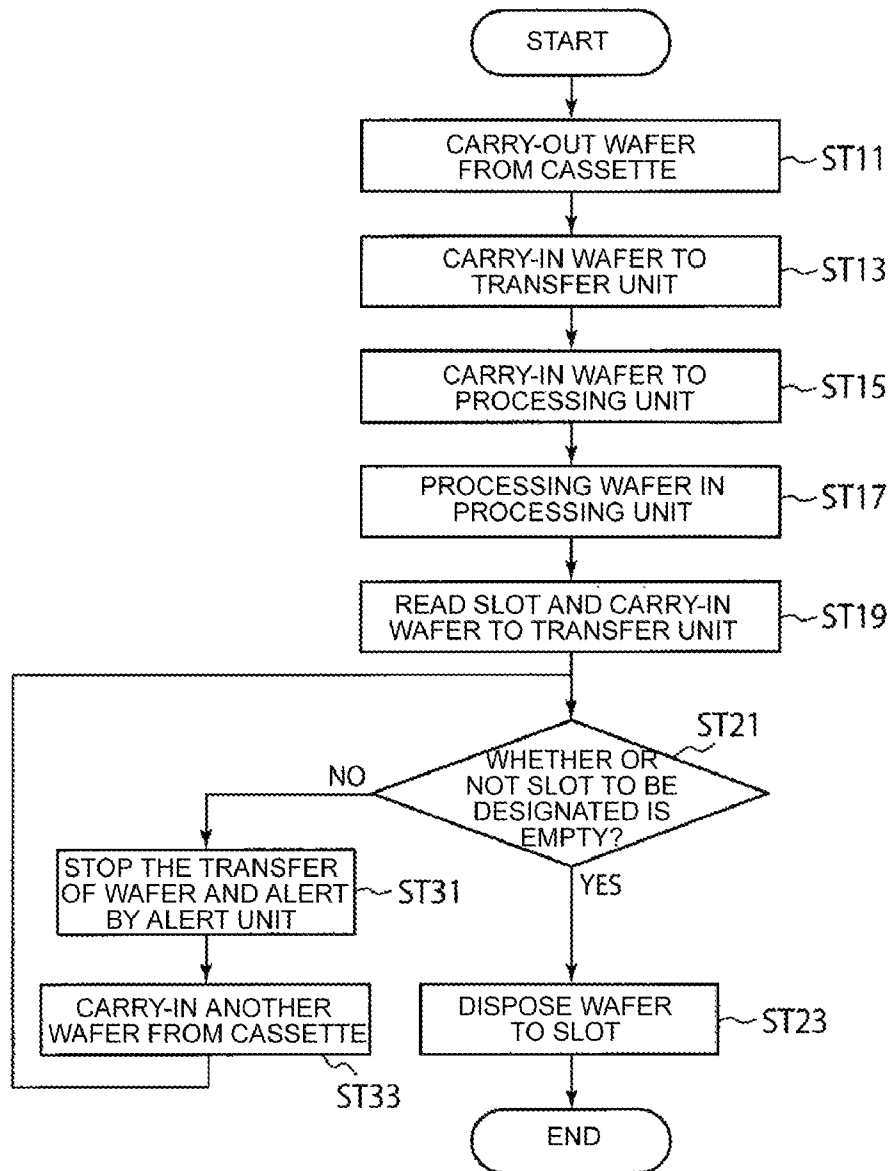 START
CARRY-OUT WAFER
FROM CASSETTE
ST11
CARRY-IN WAFER TO
TRANSFER UNIT
ST13
CARRY-IN WAFER TO
PROCESSING UNIT
ST15
PROCESSING WAFER IN
PROCESSING UNIT
ST17
READ SLOT AND CARRY-IN
WAFER TO TRANSFER UNIT
ST19
ST21
WHETHER OR
NOT SLOT TO BE
DESIGNATED IS
EMPTY?
NO
YES
STOP THE TRANSFER
OF WAFER AND ALERT
BY ALERT UNIT
ST31
CARRY-IN ANOTHER
WAFER FROM CASSETTE
ST33
DISPOSE WAFER
TO SLOT
ST23
END